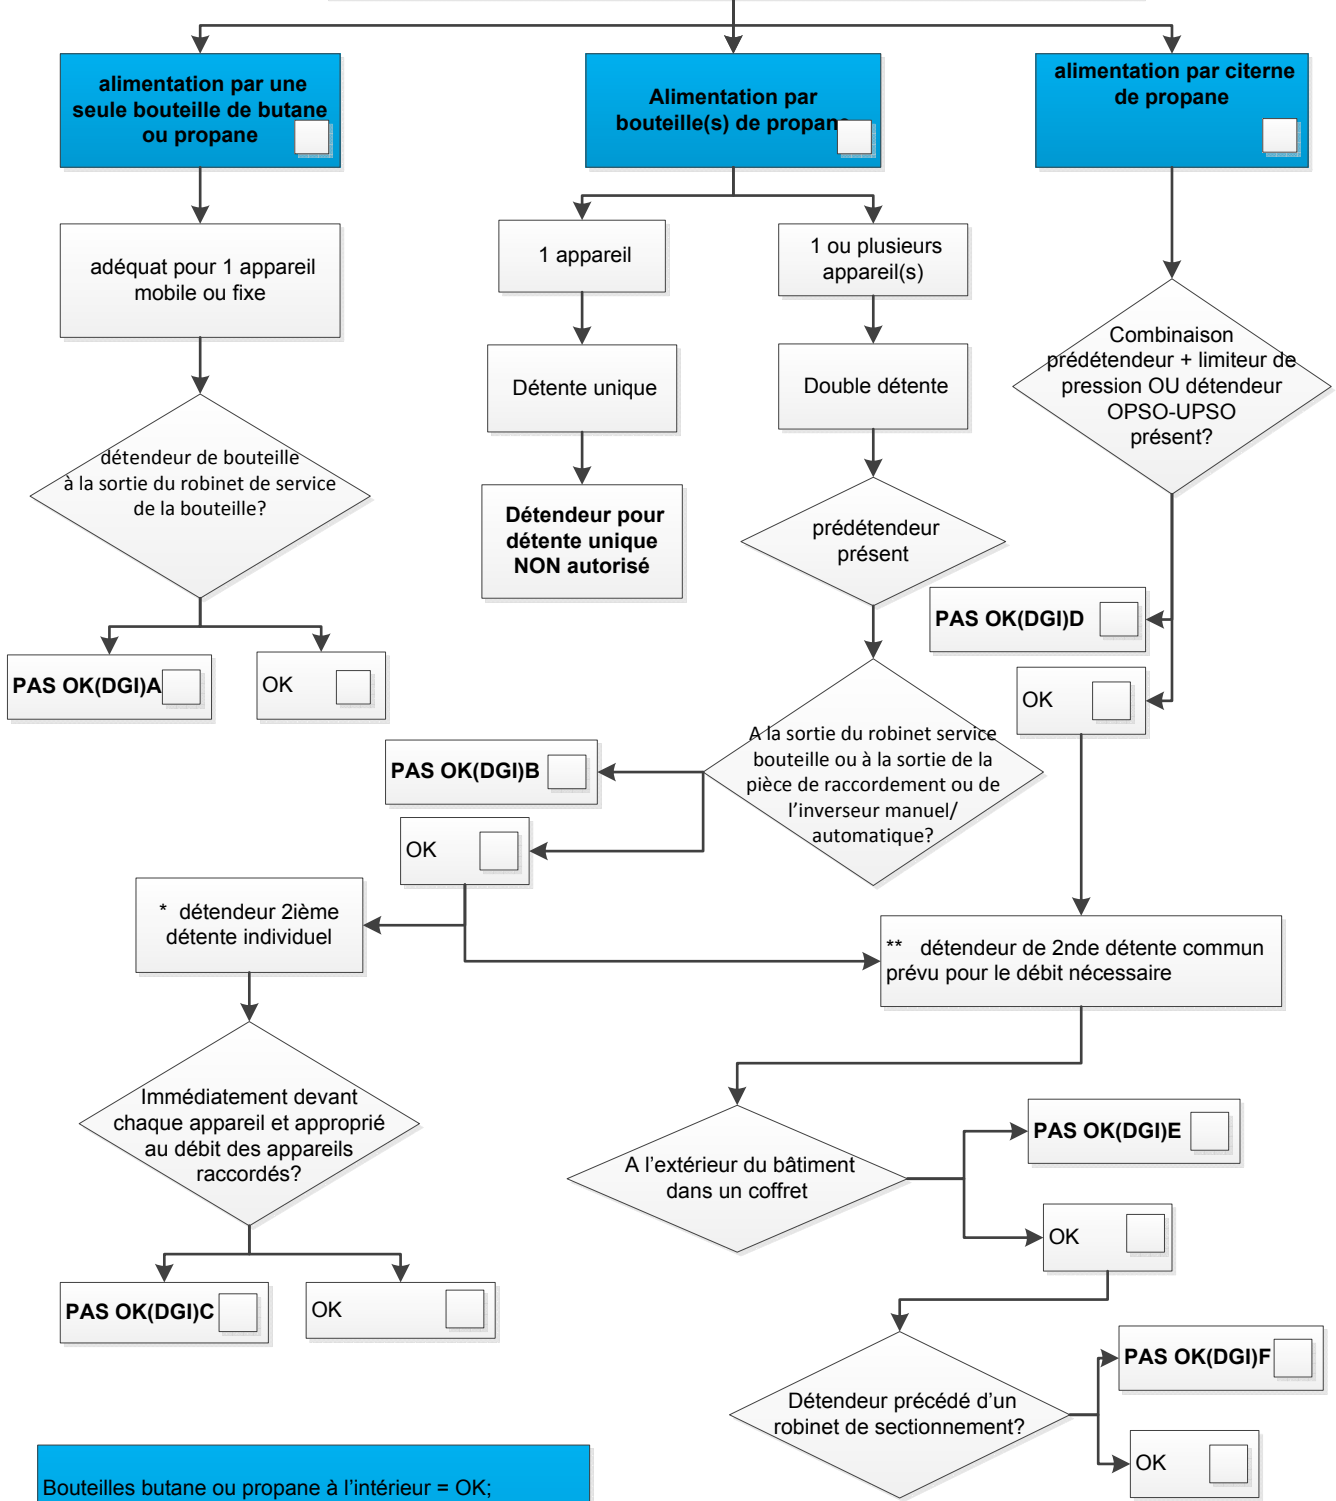 alimentation par une
seule bouteille de butane
ou propane
Alimentation par
bouteille(s) de propane
alimentation par citerne
de propane
adéquat pour 1 appareil
mobile ou fixe
1 appareil
1 ou plusieurs
appareil(s)
Combinaison
prédétendeur + limiteur de
pression OU détendeur
OPSO-UPSO
présent?
Détente unique
Double détente
détendeur de bouteille
à la sortie du robinet de service
de la bouteille?
Détendeur pour
détente unique
NON autorisé
prédétendeur
présent
PAS OK(DGI)D
OK
PAS OK(DGI)A
OK
A la sortie du robinet service
bouteille ou à la sortie de la
pièce de raccordement ou de
l'inverseur manuel/
automatique?
PAS OK(DGI)B
OK
* détendeur 2ième
détente individuel
** détendeur de 2nde détente commun
prévu pour le débit nécessaire
Immédiatement devant
chaque appareil et approprié
au débit des appareils
raccordés?
A l'extérieur du bâtiment
dans un coffret
PAS OK(DGI)E
OK
PAS OK(DGI)C
OK
Détendeur précédé d'un
robinet de sectionnement?
PAS OK(DGI)F
OK
Bouteilles butane ou propane à l'intérieur = OK;